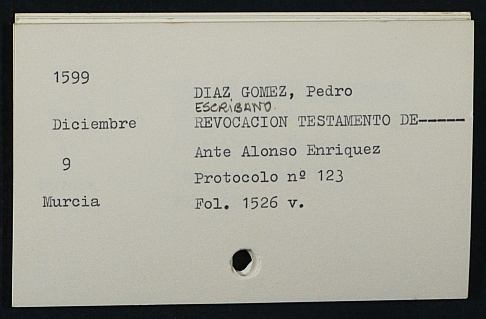 1599
DIAZ GOMEZ, Pedro
ESCRIBANO.
Diciembre REVOCACION TESTAMENTO DE-----
9 Ante Alonso Enriquez
Protocolo nº 123
Murcia Fol. 1526 v.